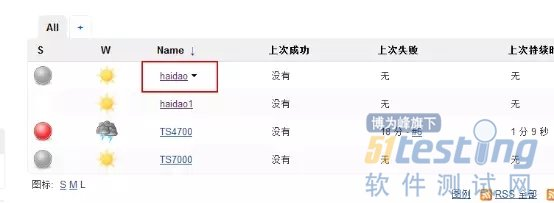 All +
S W Name ↓ 上次成功 上次失败 上次持续时
haidao 没有 无 无
haidao1 没有 无 无
博为峰旗下
TS4700 没有 18 分 - #6 1 分 9 秒
51testing
TS7000 没有 无 无
软件测试网
图标: S M L
图例 RSS 全部